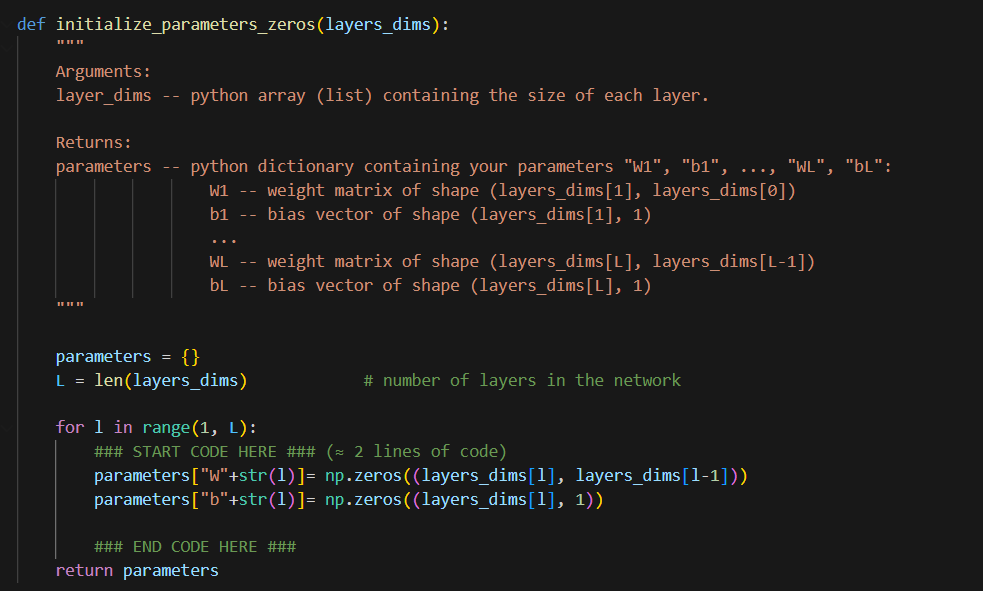 def initialize_parameters_zeros(layers_dims):
    """
    Arguments:
    layer_dims -- python array (list) containing the size of each layer.

    Returns:
    parameters -- python dictionary containing your parameters "W1", "b1", ..., "WL", "bL":
                    W1 -- weight matrix of shape (layers_dims[1], layers_dims[0])
                    b1 -- bias vector of shape (layers_dims[1], 1)
                    ...
                    WL -- weight matrix of shape (layers_dims[L], layers_dims[L-1])
                    bL -- bias vector of shape (layers_dims[L], 1)
    """

    parameters = {}
    L = len(layers_dims)            # number of layers in the network

    for l in range(1, L):
        ### START CODE HERE ### (≈ 2 lines of code)
        parameters["W"+str(l)]= np.zeros((layers_dims[l], layers_dims[l-1]))
        parameters["b"+str(l)]= np.zeros((layers_dims[l], 1))

        ### END CODE HERE ###
    return parameters